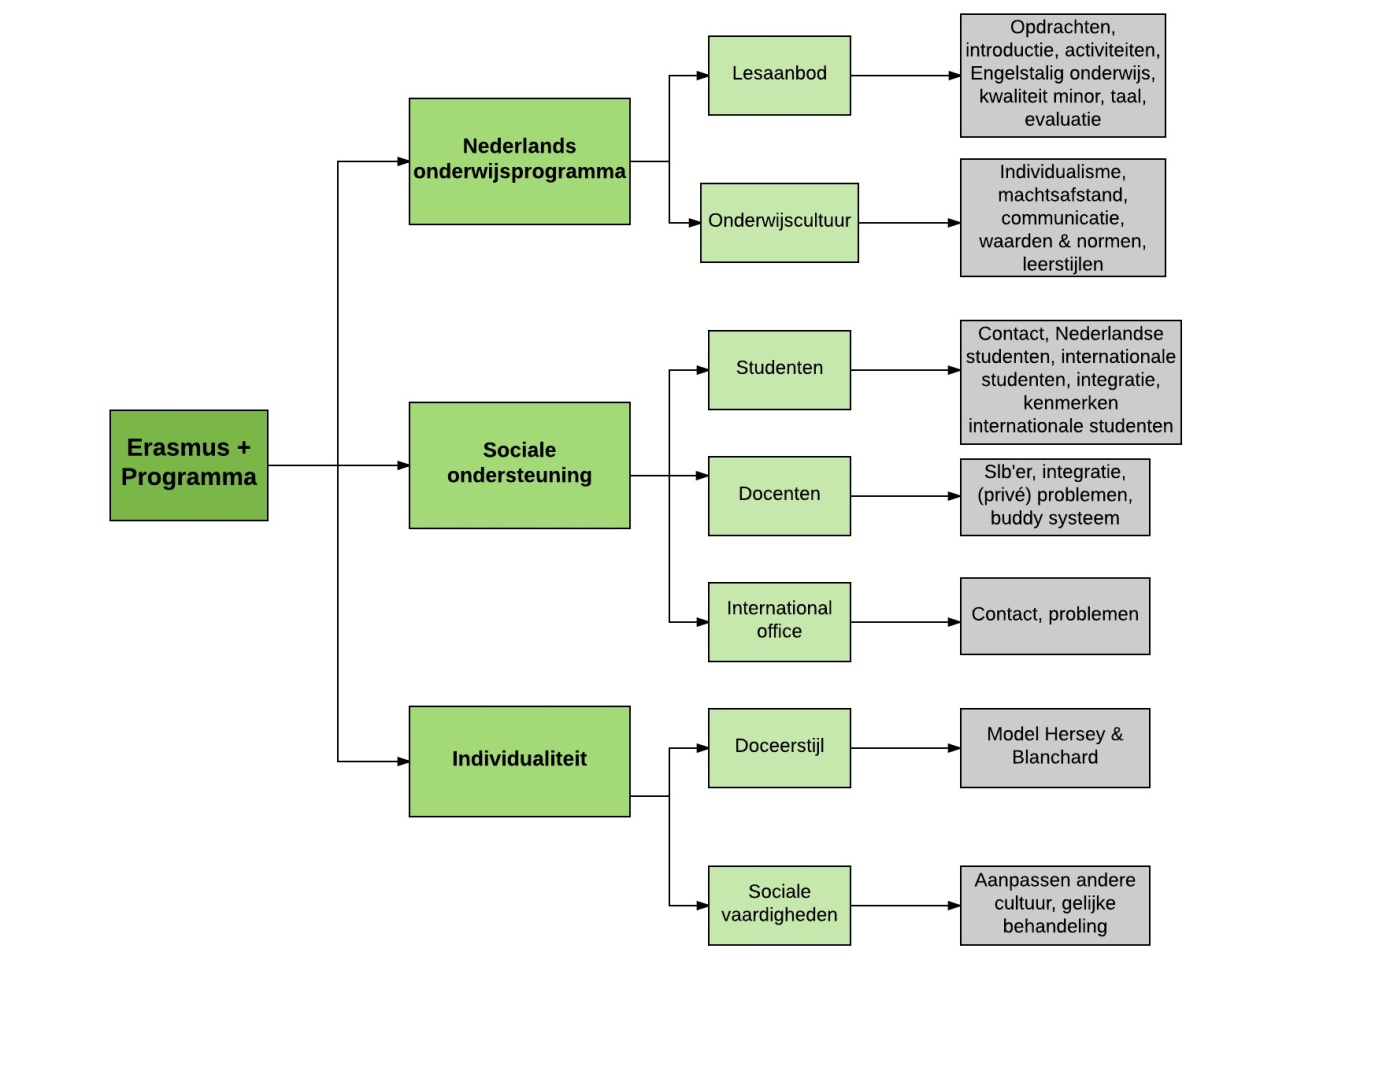 Erasmus +
Programma
Nederlands
onderwijsprogramma
Lesaanbod
Opdrachten,
introductie, activiteiten,
Engelstalig onderwijs,
kwaliteit minor, taal,
evaluatie
Onderwijscultuur
Individualisme,
machtsafstand,
communicatie,
waarden & normen,
leerstijlen
Sociale
ondersteuning
Studenten
Contact, Nederlandse
studenten, internationale
studenten, integratie,
kenmerken
internationale studenten
Docenten
Slb'er, integratie,
(privé) problemen,
buddy systeem
International
office
Contact, problemen
Individualiteit
Doceerstijl
Model Hersey &
Blanchard
Sociale
vaardigheden
Aanpassen andere
cultuur, gelijke
behandeling